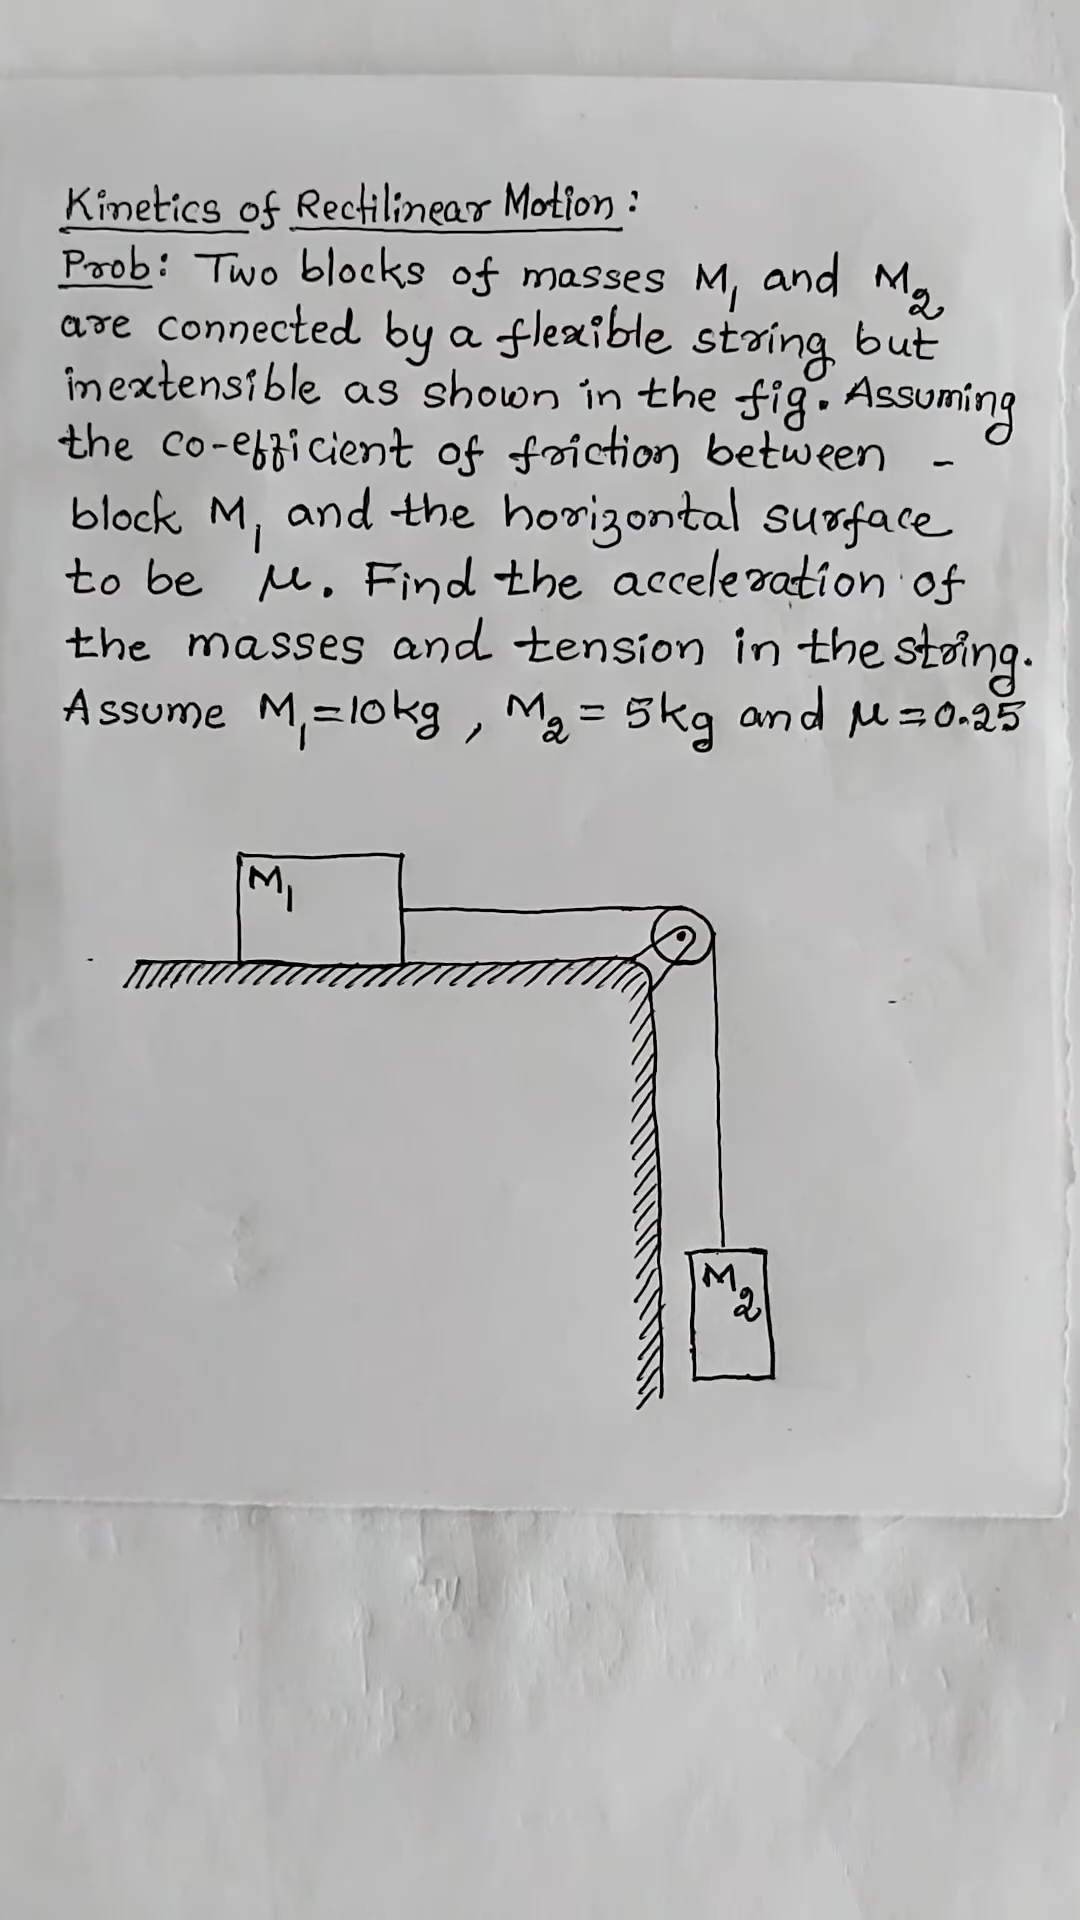 Kinetics of Rectilinear Motion :
Prob: Two blocks of masses M₁ and M₂
are connected by a flexible string but
inextensible as shown in the fig. Assuming
the co-efficient of friction between -
block M₁ and the horizontal surface
to be μ. Find the acceleration of
the masses and tension in the string.
Assume M₁=10kg , M₂ = 5kg and μ=0.25
M₁
M₂